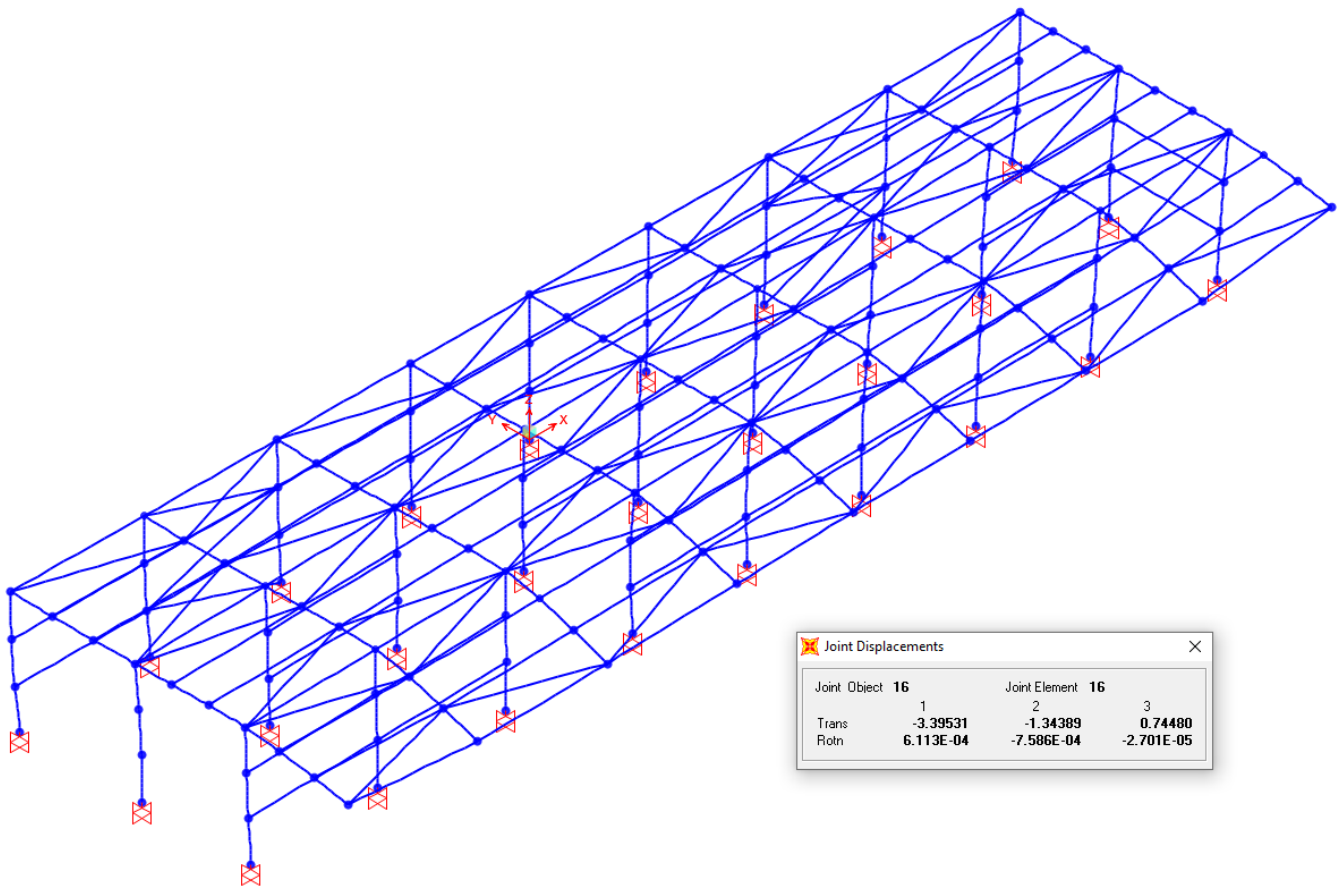 Z
Y
X
Joint Displacements
Joint Object 16 Joint Element 16
1 2 3
Trans -3.39531 -1.34389 0.74480
Rotn 6.113E-04 -7.586E-04 -2.701E-05